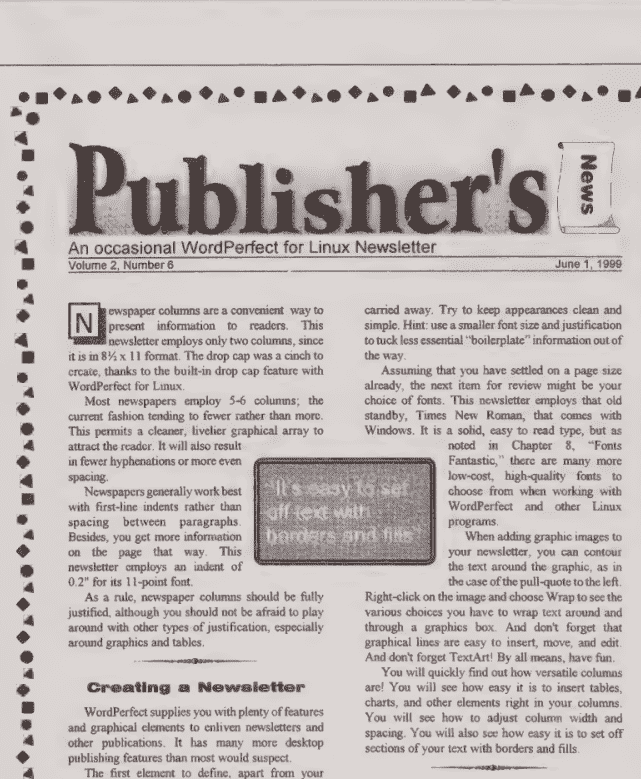 Publisher's
News
An occasional WordPerfect for Linux Newsletter
Volume 2, Number 6
June 1, 1999
Newspaper columns are a convenient way to
present information to readers. This
newsletter employs only two columns, since
it is in 8½ x 11 format. The drop cap was a cinch to
create, thanks to the built-in drop cap feature with
WordPerfect for Linux.
Most newspapers employ 5-6 columns; the
current fashion tending to fewer rather than more.
This permits a cleaner, livelier graphical array to
attract the reader. It will also result
in fewer hyphenations or more even
spacing.
Newspapers generally work best
with first-line indents rather than
spacing between paragraphs.
Besides, you get more information
on the page that way. This
newsletter employs an indent of
0.2" for its 11-point font.
As a rule, newspaper columns should be fully
justified, although you should not be afraid to play
around with other types of justification, especially
around graphics and tables.
Creating a Newsletter
WordPerfect supplies you with plenty of features
and graphical elements to enliven newsletters and
other publications. It has many more desktop
publishing features than most would suspect.
The first element to define, apart from your
"It's easy to set
off text with
borders and fills"
carried away. Try to keep appearances clean and
simple. Hint: use a smaller font size and justification
to tuck less essential "boilerplate" information out of
the way.
Assuming that you have settled on a page size
already, the next item for review might be your
choice of fonts. This newsletter employs that old
standby, Times New Roman, that comes with
Windows. It is a solid, easy to read type, but as
noted in Chapter 8, "Fonts
Fantastic," there are many more
low-cost, high-quality fonts to
choose from when working with
WordPerfect and other Linux
programs.
When adding graphic images to
your newsletter, you can contour
the text around the graphic, as in
the case of the pull-quote to the left.
Right-click on the image and choose Wrap to see the
various choices you have to wrap text around and
through a graphics box. And don't forget that
graphical lines are easy to insert, move, and edit.
And don't forget TextArt! By all means, have fun.
You will quickly find out how versatile columns
are! You will see how easy it is to insert tables,
charts, and other elements right in your columns.
You will see how to adjust column width and
spacing. You will also see how easy it is to set off
sections of your text with borders and fills.